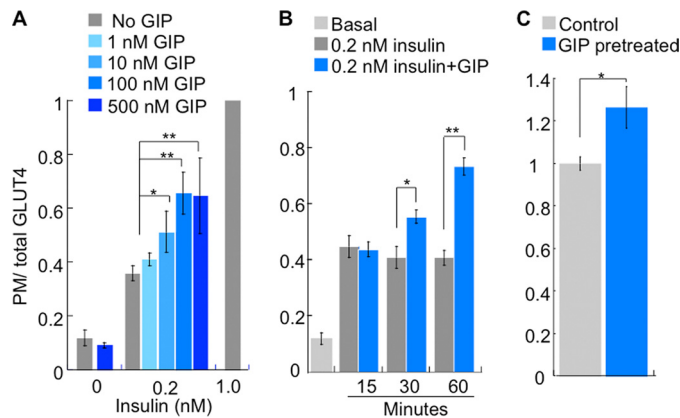 A
No GIP
1 nM GIP
10 nM GIP
100 nM GIP
500 nM GIP
PM/ total GLUT4
1
0.8
0.6
0.4
0.2
0
**
**
*
0
0.2
1.0
Insulin (nM)
B
Basal
0.2 nM insulin
0.2 nM insulin+GIP
1
0.8
0.6
0.4
0.2
0
*
**
15
30
60
Minutes
C
Control
GIP pretreated
1.4
1.2
1
0.8
0.6
0.4
0.2
0
*